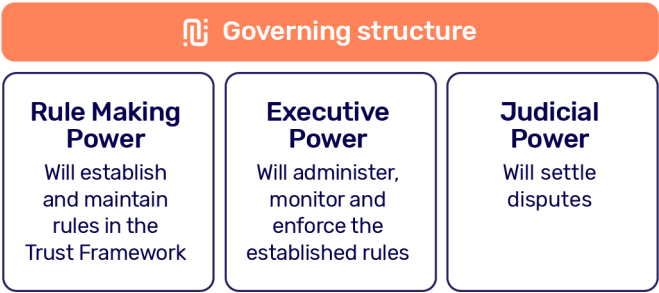 Governing structure
Rule Making
Power
Will establish
and maintain
rules in the
Trust Framework
Executive
Power
Will administer,
monitor and
enforce the
established rules
Judicial
Power
Will settle
disputes